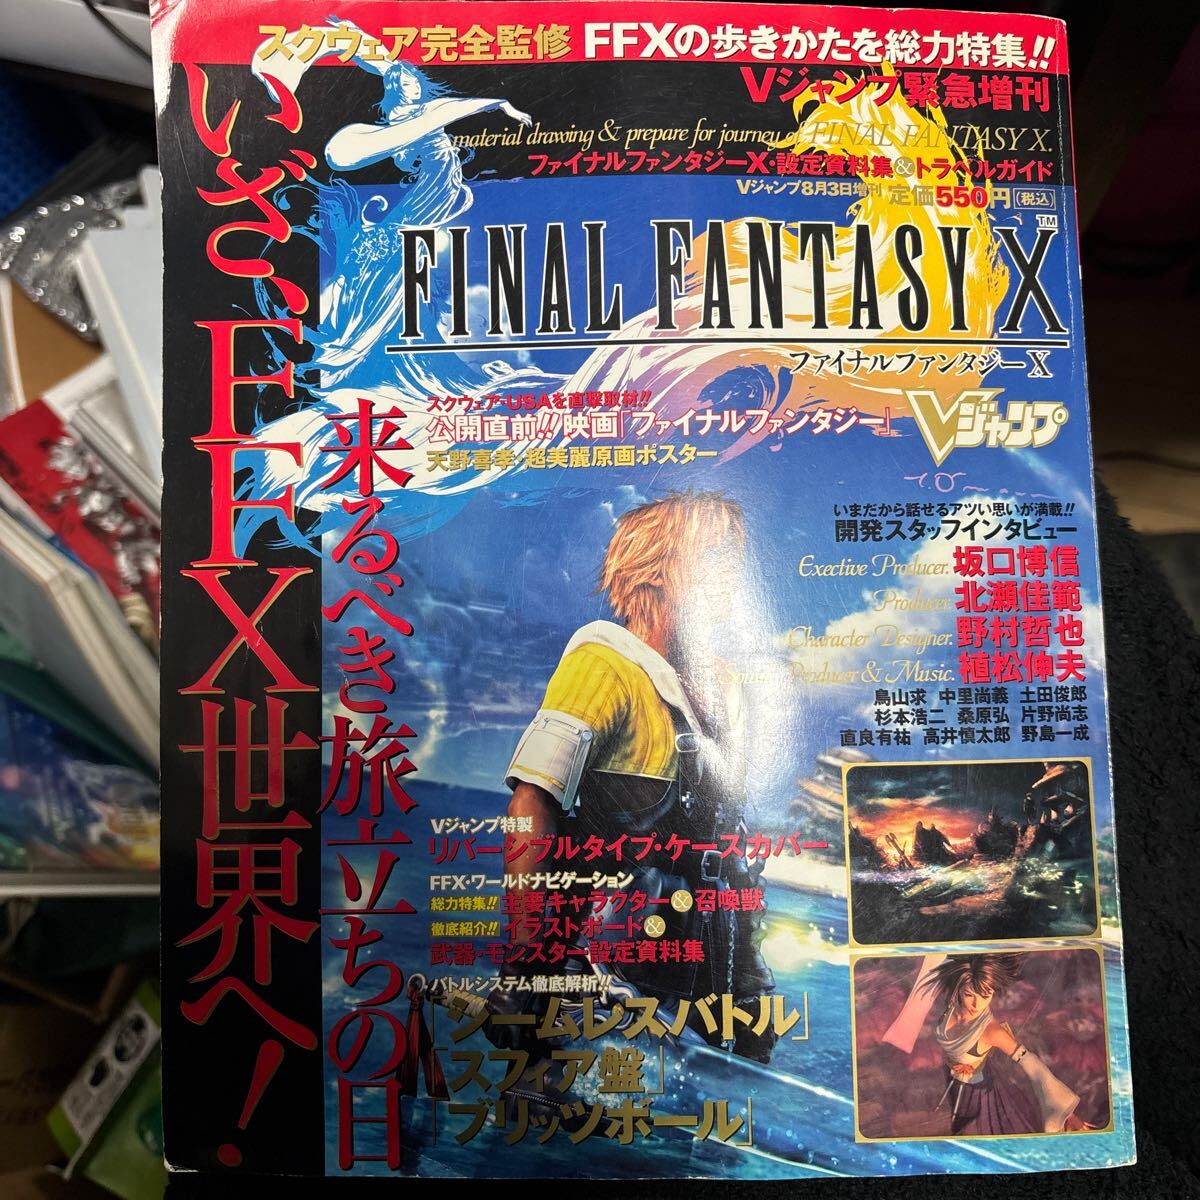 スクウェア完全監修 FFXの歩きかたを総力特集!!
Vジャンプ緊急増刊
material drawing & prepare for journey of FINAL FANTASY X.
ファイナルファンタジーX・設定資料集&トラベルガイド
Vジャンプ8月3日増刊 定価550円(税込)
FINAL FANTASY X™
ファイナルファンタジーX
いざ、FFX世界へ!
来るべき旅立ちの日
スクウェア・USAを直撃取材!!
公開直前!!映画「ファイナルファンタジー」
天野喜孝・超美麗原画ポスター
Vジャンプ
いまだから話せるアツい思いが満載!!
開発スタッフインタビュー
Exective Producer. 坂口博信
Producer. 北瀬佳範
Character Designer. 野村哲也
Sound Producer & Music. 植松伸夫
鳥山求 中里尚義 土田俊郎
杉本浩二 桑原弘 片野尚志
直良有祐 高井慎太郎 野島一成
Vジャンプ特製
リバーシブルタイプ・ケースカバー
FFX・ワールドナビゲーション
総力特集!! 主要キャラクター&召喚獣
徹底紹介!! イラストボード&
武器・モンスター設定資料集
バトルシステム徹底解析!!
「シームレスバトル」
「スフィア盤」
「ブリッツボール」